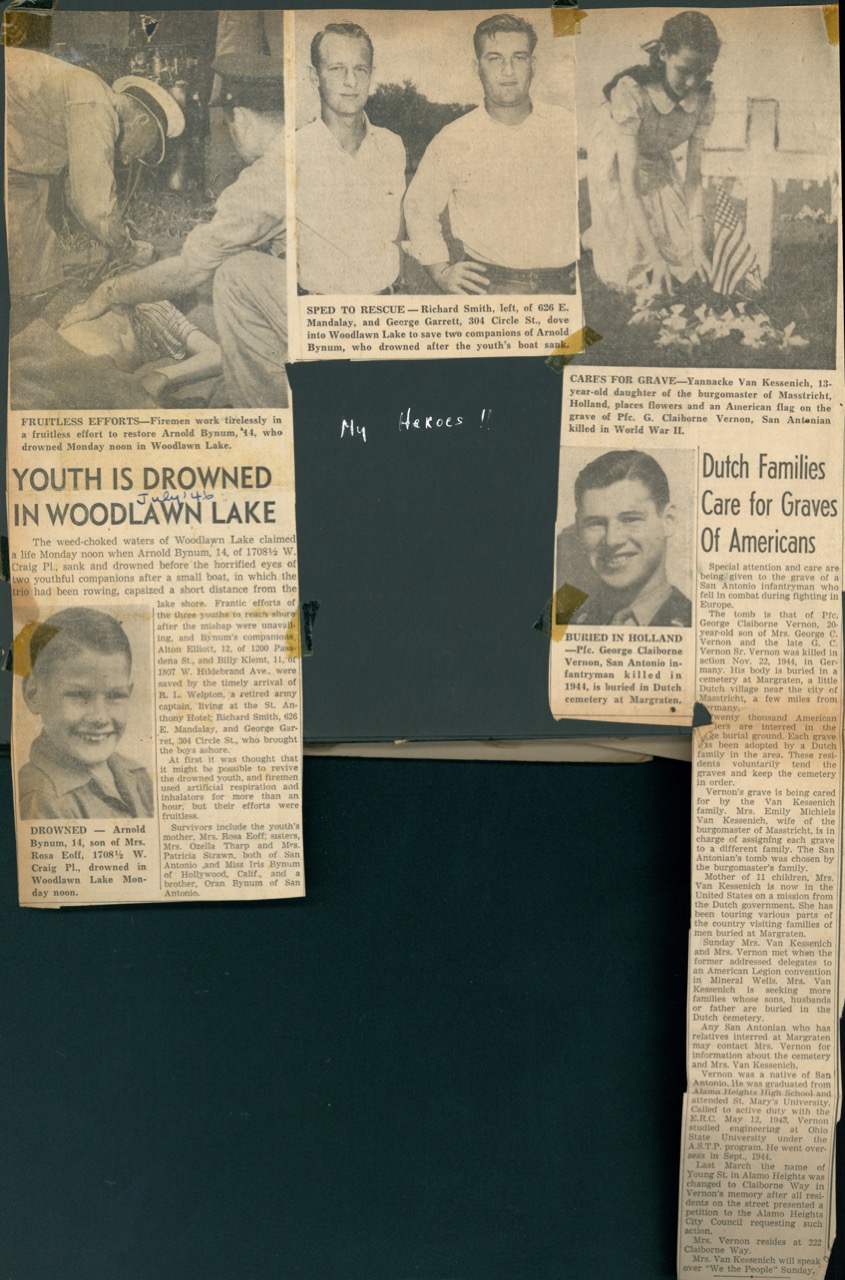 FRUITLESS EFFORTS—Firemen work tirelessly in
a fruitless effort to restore Arnold Bynum, '14, who
drowned Monday noon in Woodlawn Lake.
YOUTH IS DROWNED
July '46
IN WOODLAWN LAKE
The weed-choked waters of Woodlawn Lake claimed
a life Monday noon when Arnold Bynum, 14, of 1708½ W.
Craig Pl., sank and drowned before the horrified eyes of
two youthful companions after a small boat, in which the
trio had been rowing, capsized a short distance from the
lake shore. Frantic efforts of
the three youths to reach shore
after the mishap were unavail-
ing, and Bynum's companions,
Alton Elliott, 12, of 1200 Pasa-
dena St., and Billy Klemt, 11, of
1807 W. Hildebrand Ave., were
saved by the timely arrival of
R. L. Welpton, a retired army
captain, living at the St. An-
thony Hotel; Richard Smith, 626
E. Mandalay, and George Gar-
ret, 304 Circle St., who brought
the boys ashore.
At first it was thought that
it might be possible to revive
the drowned youth, and firemen
used artificial respiration and
inhalators for more than an
hour, but their efforts were
fruitless.
Survivors include the youth's
mother, Mrs. Rosa Eoff; sisters,
Mrs. Ozella Tharp and Mrs.
Patricia Strawn, both of San
Antonio and Miss Iris Bynum
of Hollywood, Calif., and a
brother, Oran Bynum of San
Antonio.
DROWNED — Arnold
Bynum, 14, son of Mrs.
Rosa Eoff, 1708½ W.
Craig Pl., drowned in
Woodlawn Lake Mon-
day noon.
SPED TO RESCUE — Richard Smith, left, of 626 E.
Mandalay, and George Garrett, 304 Circle St., dove
into Woodlawn Lake to save two companions of Arnold
Bynum, who drowned after the youth's boat sank.
My Heroes !!
CARES FOR GRAVE—Yannacke Van Kessenich, 13-
year-old daughter of the burgomaster of Masstricht,
Holland, places flowers and an American flag on the
grave of Pfc. G. Claiborne Vernon, San Antonian
killed in World War II.
BURIED IN HOLLAND
—Pfc. George Claiborne
Vernon, San Antonio in-
fantryman killed in
1944, is buried in Dutch
cemetery at Margraten.
Dutch Families
Care for Graves
Of Americans
Special attention and care are
being given to the grave of a
San Antonio infantryman who
fell in combat during fighting in
Europe.
The tomb is that of Pfc.
George Claiborne Vernon, 20-
year-old son of Mrs. George C.
Vernon and the late G. C.
Vernon Sr. Vernon was killed in
action Nov. 22, 1944, in Ger-
many. His body is buried in a
cemetery at Margraten, a little
Dutch village near the city of
Masstricht, a few miles from
ermany.
wenty thousand American
iers are interred in the
ge burial ground. Each grave
has been adopted by a Dutch
family in the area. These resi-
dents voluntarily tend the
graves and keep the cemetery
in order.
Vernon's grave is being cared
for by the Van Kessenich
family. Mrs. Emily Michiels
Van Kessenich, wife of the
burgomaster of Masstricht, is in
charge of assigning each grave
to a different family. The San
Antonian's tomb was chosen by
the burgomaster's family.
Mother of 11 children, Mrs.
Van Kessenich is now in the
United States on a mission from
the Dutch government. She has
been touring various parts of
the country visiting families of
men buried at Margraten.
Sunday Mrs. Van Kessenich
and Mrs. Vernon met when the
former addressed delegates to
an American Legion convention
in Mineral Wells. Mrs. Van
Kessenich is seeking more
families whose sons, husbands
or father are buried in the
Dutch cemetery.
Any San Antonian who has
relatives interred at Margraten
may contact Mrs. Vernon for
information about the cemetery
and Mrs. Van Kessenich.
Vernon was a native of San
Antonio. He was graduated from
Alamo Heights High School and
attended St. Mary's University.
Called to active duty with the
E.R.C. May 12, 1943, Vernon
studied engineering at Ohio
State University under the
A.S.T.P. program. He went over-
seas in Sept., 1944.
Last March the name of
Young St. in Alamo Heights was
changed to Claiborne Way in
Vernon's memory after all resi-
dents on the street presented a
petition to the Alamo Heights
City Council requesting such
action.
Mrs. Vernon resides at 222
Claiborne Way.
Mrs. Van Kessenich will speak
over "We the People" Sunday.